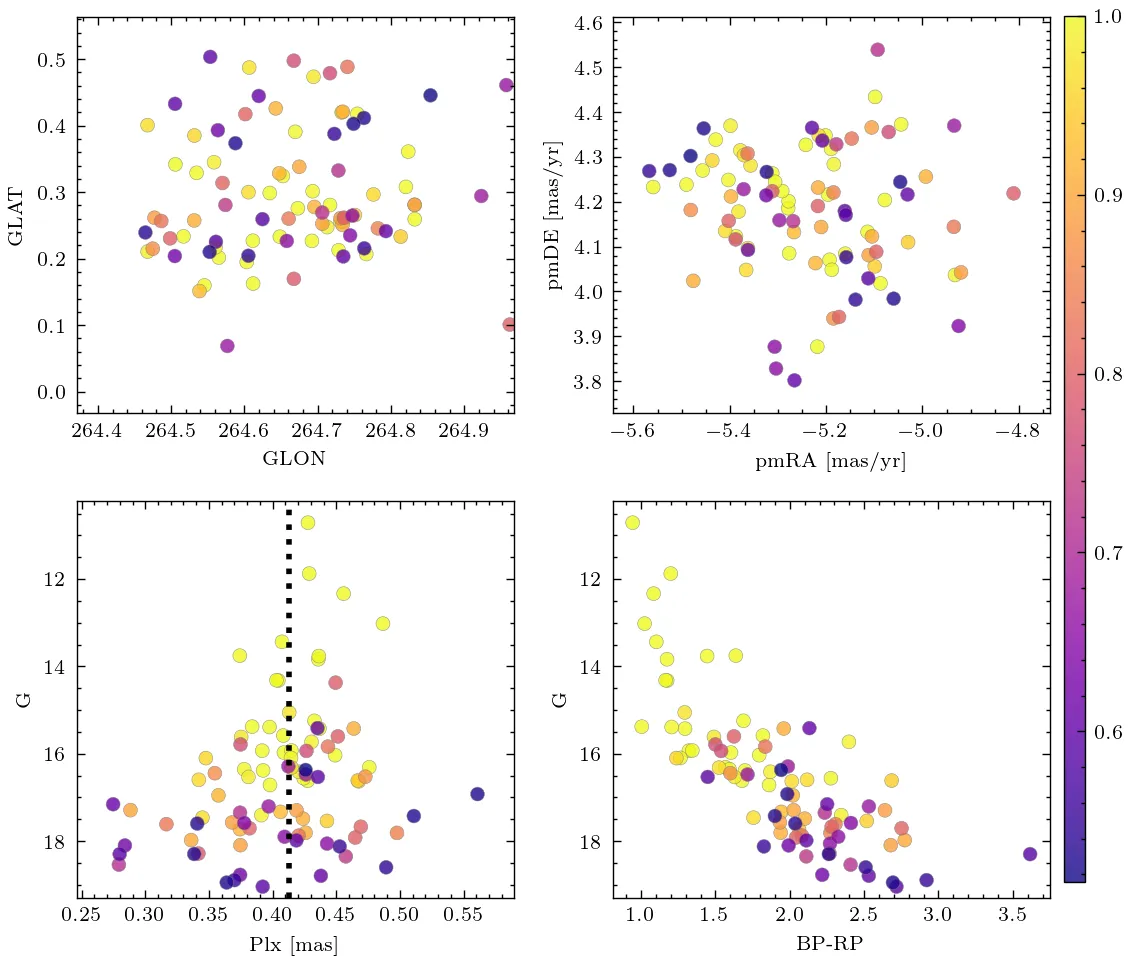 0.5
0.4
0.3
0.2
0.1
0.0
GLAT
264.4 264.5 264.6 264.7 264.8 264.9
GLON
4.6
4.5
4.4
4.3
4.2
4.1
4.0
3.9
3.8
pmDE [mas/yr]
−5.6 −5.4 −5.2 −5.0 −4.8
pmRA [mas/yr]
1.0
0.9
0.8
0.7
0.6
12
14
16
18
G
0.25 0.30 0.35 0.40 0.45 0.50 0.55
Plx [mas]
12
14
16
18
G
1.0 1.5 2.0 2.5 3.0 3.5
BP-RP